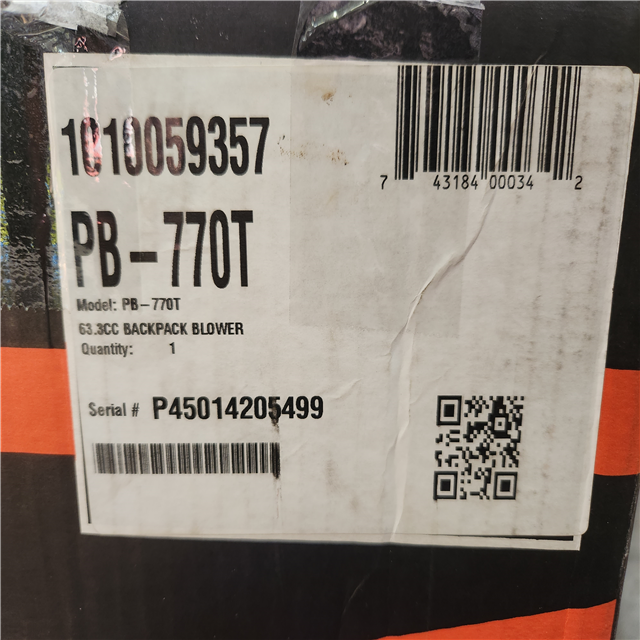 1010059357
7 43184 00034 2
PB-770T
Model: PB-770T
63.3CC BACKPACK BLOWER
Quantity: 1
Serial # P45014205499